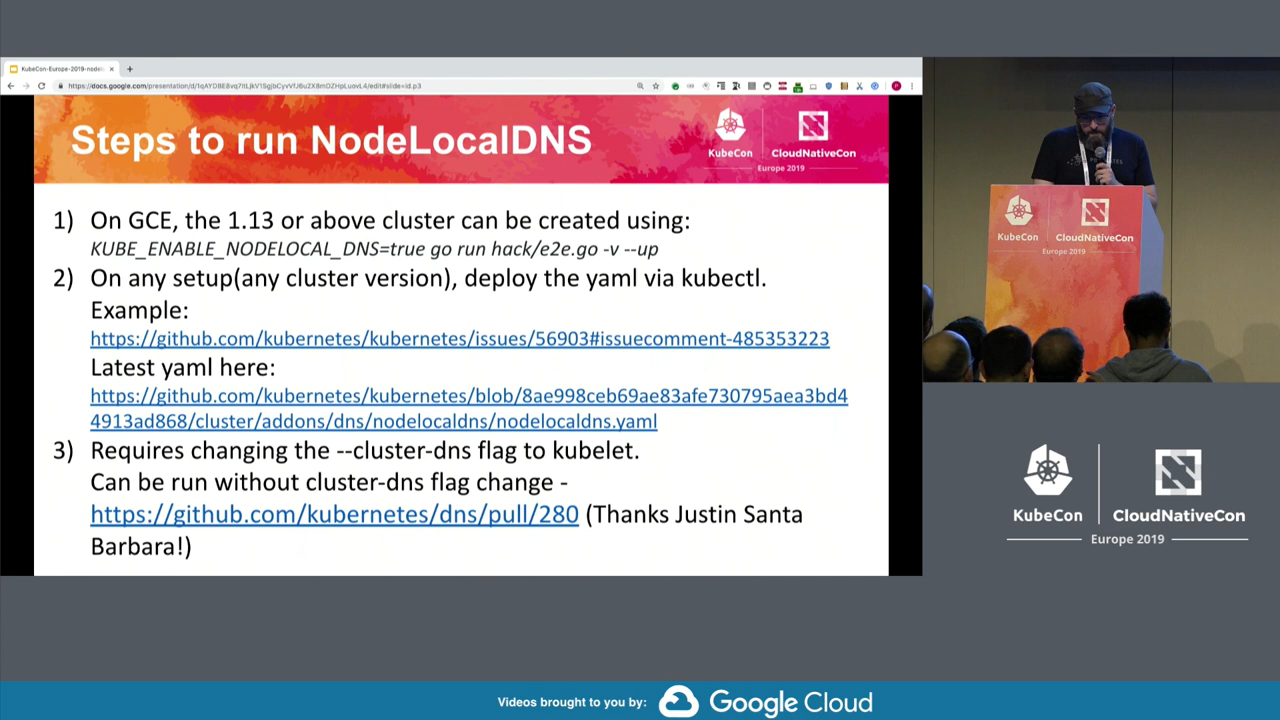 KubeCon-Europe-2019-nodel
https://docs.google.com/presentation/d/
Steps to run NodeLocalDNS
KubeCon
CloudNativeCon
Europe 2019
1) On GCE, the 1.13 or above cluster can be created using:
KUBE_ENABLE_NODELOCAL_DNS=true go run hack/e2e.go -v --up
2) On any setup(any cluster version), deploy the yaml via kubectl.
Example:
https://github.com/kubernetes/kubernetes/issues/56903#issuecomment-485353223
Latest yaml here:
https://github.com/kubernetes/kubernetes/blob/8ae998ceb69ae83afe730795aea3bd4
4913ad868/cluster/addons/dns/nodelocaldns/nodelocaldns.yaml
3) Requires changing the --cluster-dns flag to kubelet.
Can be run without cluster-dns flag change -
https://github.com/kubernetes/dns/pull/280 (Thanks Justin Santa
Barbara!)
KubeCon
CloudNativeCon
Europe 2019
KubeCon
CloudNativeCon
Europe 2019
Videos brought to you by:
Google Cloud